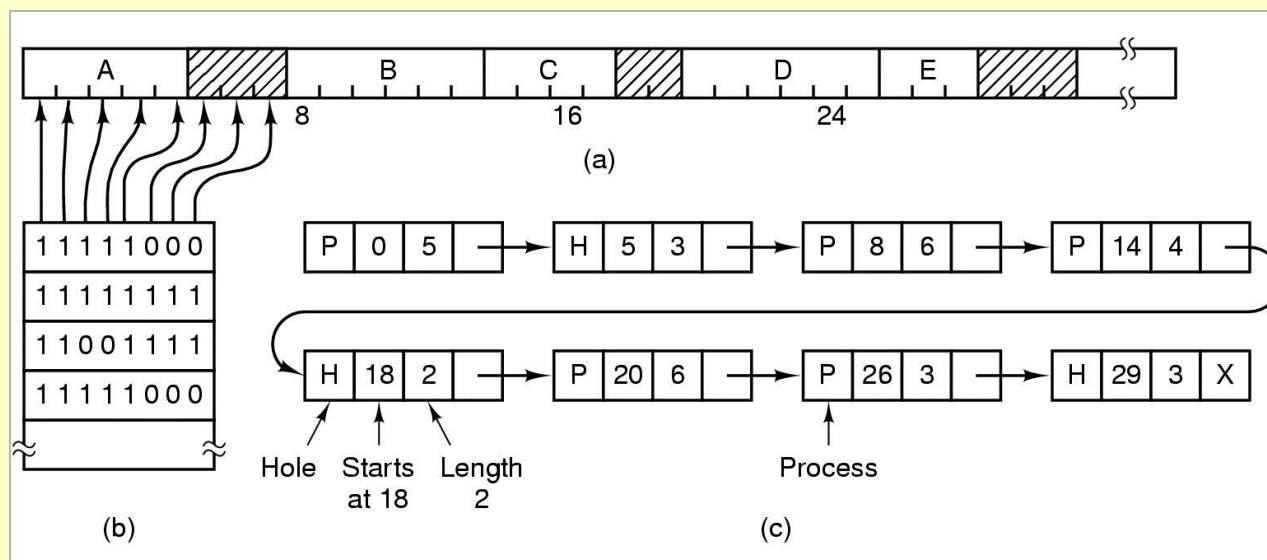 A B C D E
8 16 24
(a)
1 1 1 1 1 0 0 0
1 1 1 1 1 1 1 1
1 1 0 0 1 1 1 1
1 1 1 1 1 0 0 0
(b)
P 0 5 H 5 3 P 8 6 P 14 4
H 18 2 P 20 6 P 26 3 H 29 3 X
Hole Starts Length Process
at 18 2
(c)